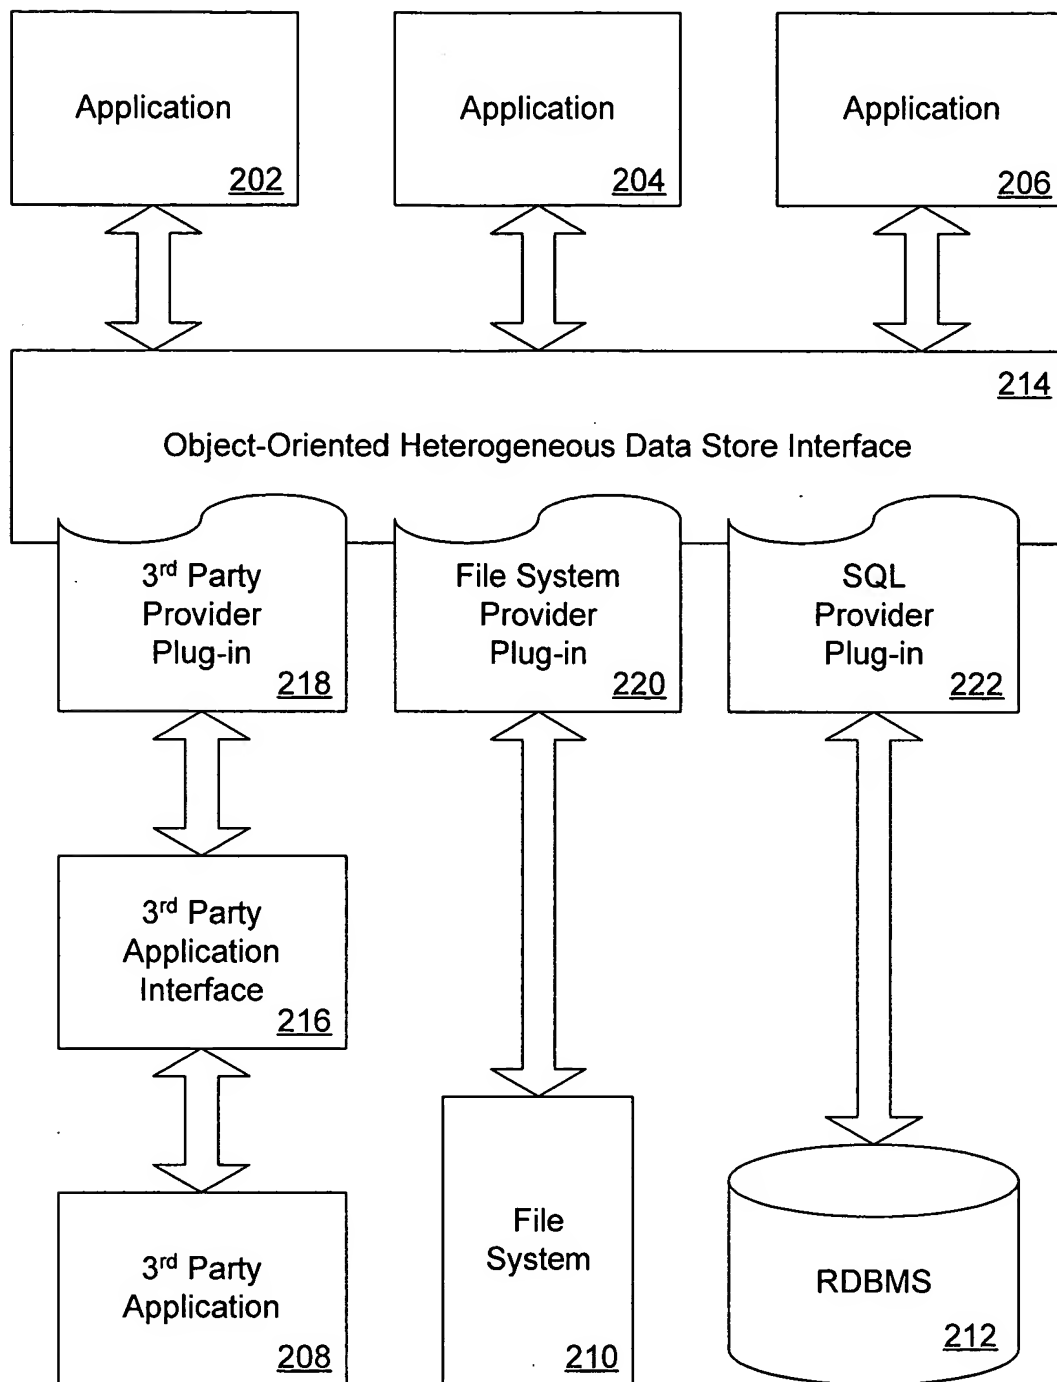 Application
202
Application
204
Application
206
214
Object-Oriented Heterogeneous Data Store Interface
3rd Party
Provider
Plug-in
218
File System
Provider
Plug-in
220
SQL
Provider
Plug-in
222
3rd Party
Application
Interface
216
3rd Party
Application
208
File
System
210
RDBMS
212